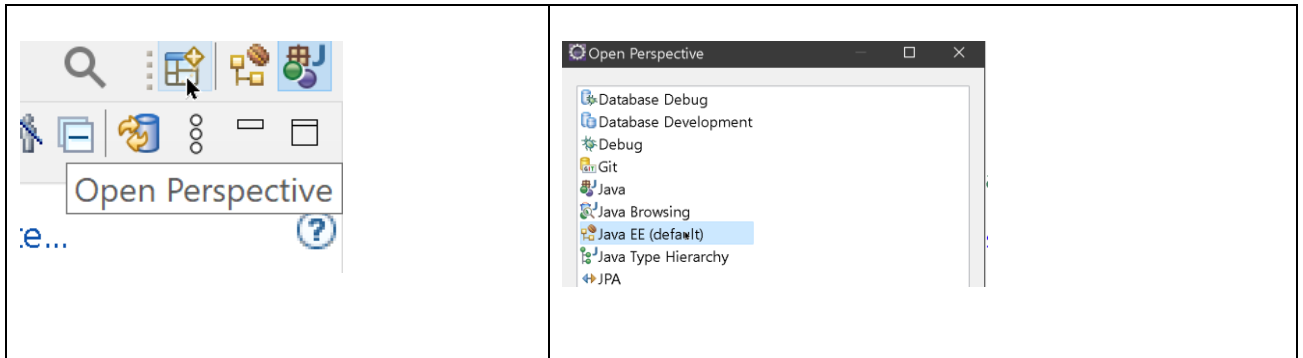 Open Perspective
:e...
Open Perspective
Database Debug
Database Development
Debug
Git
Java
Java Browsing
Java EE (default)
Java Type Hierarchy
JPA